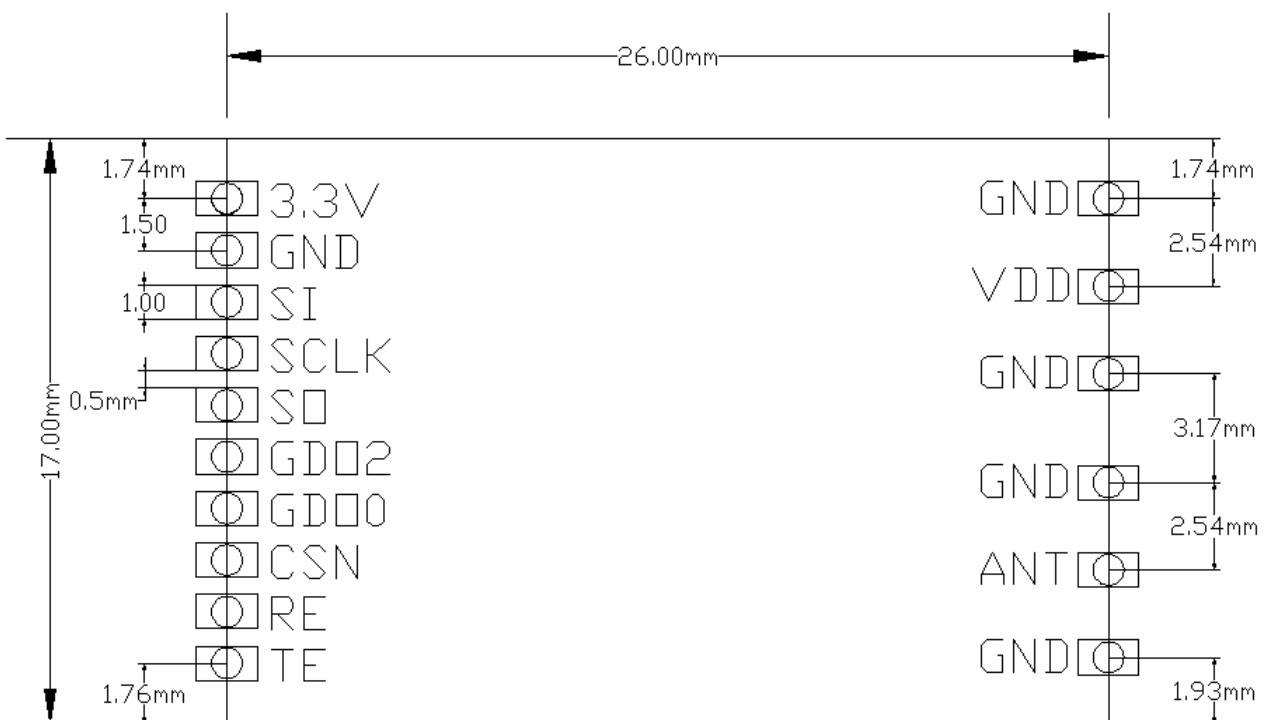 26.00mm
1.74mm
1.74mm
3.3V
GND
1.50
2.54mm
GND
VDD
1.00
SI
SCLK
GND
0.5mm
SO
17.00mm
3.17mm
GDO2
GND
GDO0
2.54mm
CSN
ANT
RE
TE
GND
1.76mm
1.93mm